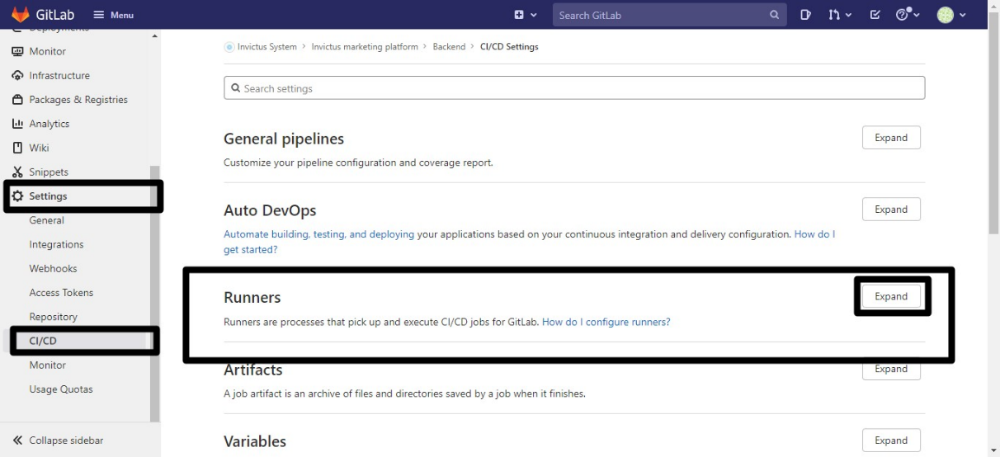 GitLab
Menu
Search GitLab
Deployments
Monitor
Infrastructure
Packages & Registries
Analytics
Wiki
Snippets
Settings
General
Integrations
Webhooks
Access Tokens
Repository
CI/CD
Monitor
Usage Quotas
Collapse sidebar
Invictus System > Invictus marketing platform > Backend > CI/CD Settings
Search settings
General pipelines
Expand
Customize your pipeline configuration and coverage report.
Auto DevOps
Expand
Automate building, testing, and deploying your applications based on your continuous integration and delivery configuration. How do I
get started?
Runners
Expand
Runners are processes that pick up and execute CI/CD jobs for GitLab. How do I configure runners?
Artifacts
Expand
A job artifact is an archive of files and directories saved by a job when it finishes.
Variables
Expand